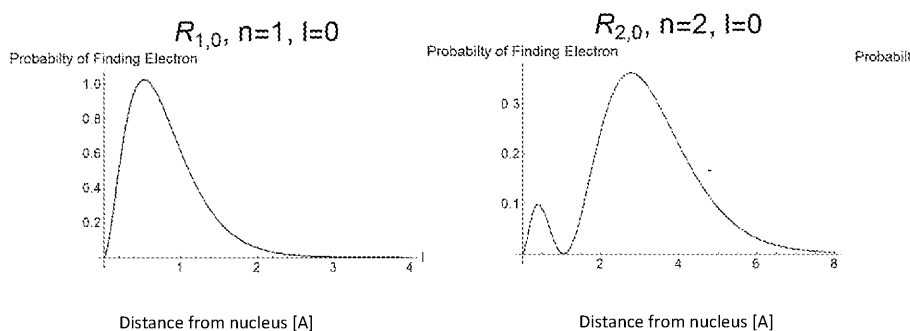 R1,0, n=1, l=0
Probabilty of Finding Electron
1.0
0.8
0.6
0.4
0.2
1
2
3
4
Distance from nucleus [A]
R2,0, n=2, l=0
Probabilty of Finding Electron
0.3
0.2
0.1
2
4
6
8
Distance from nucleus [A]
Probabilit